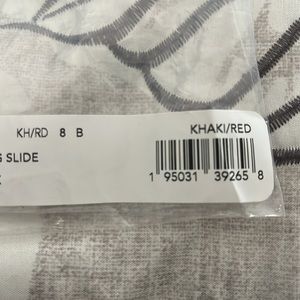 KH/RD 8 B KHAKI/RED
G SLIDE
1 95031 39265 8